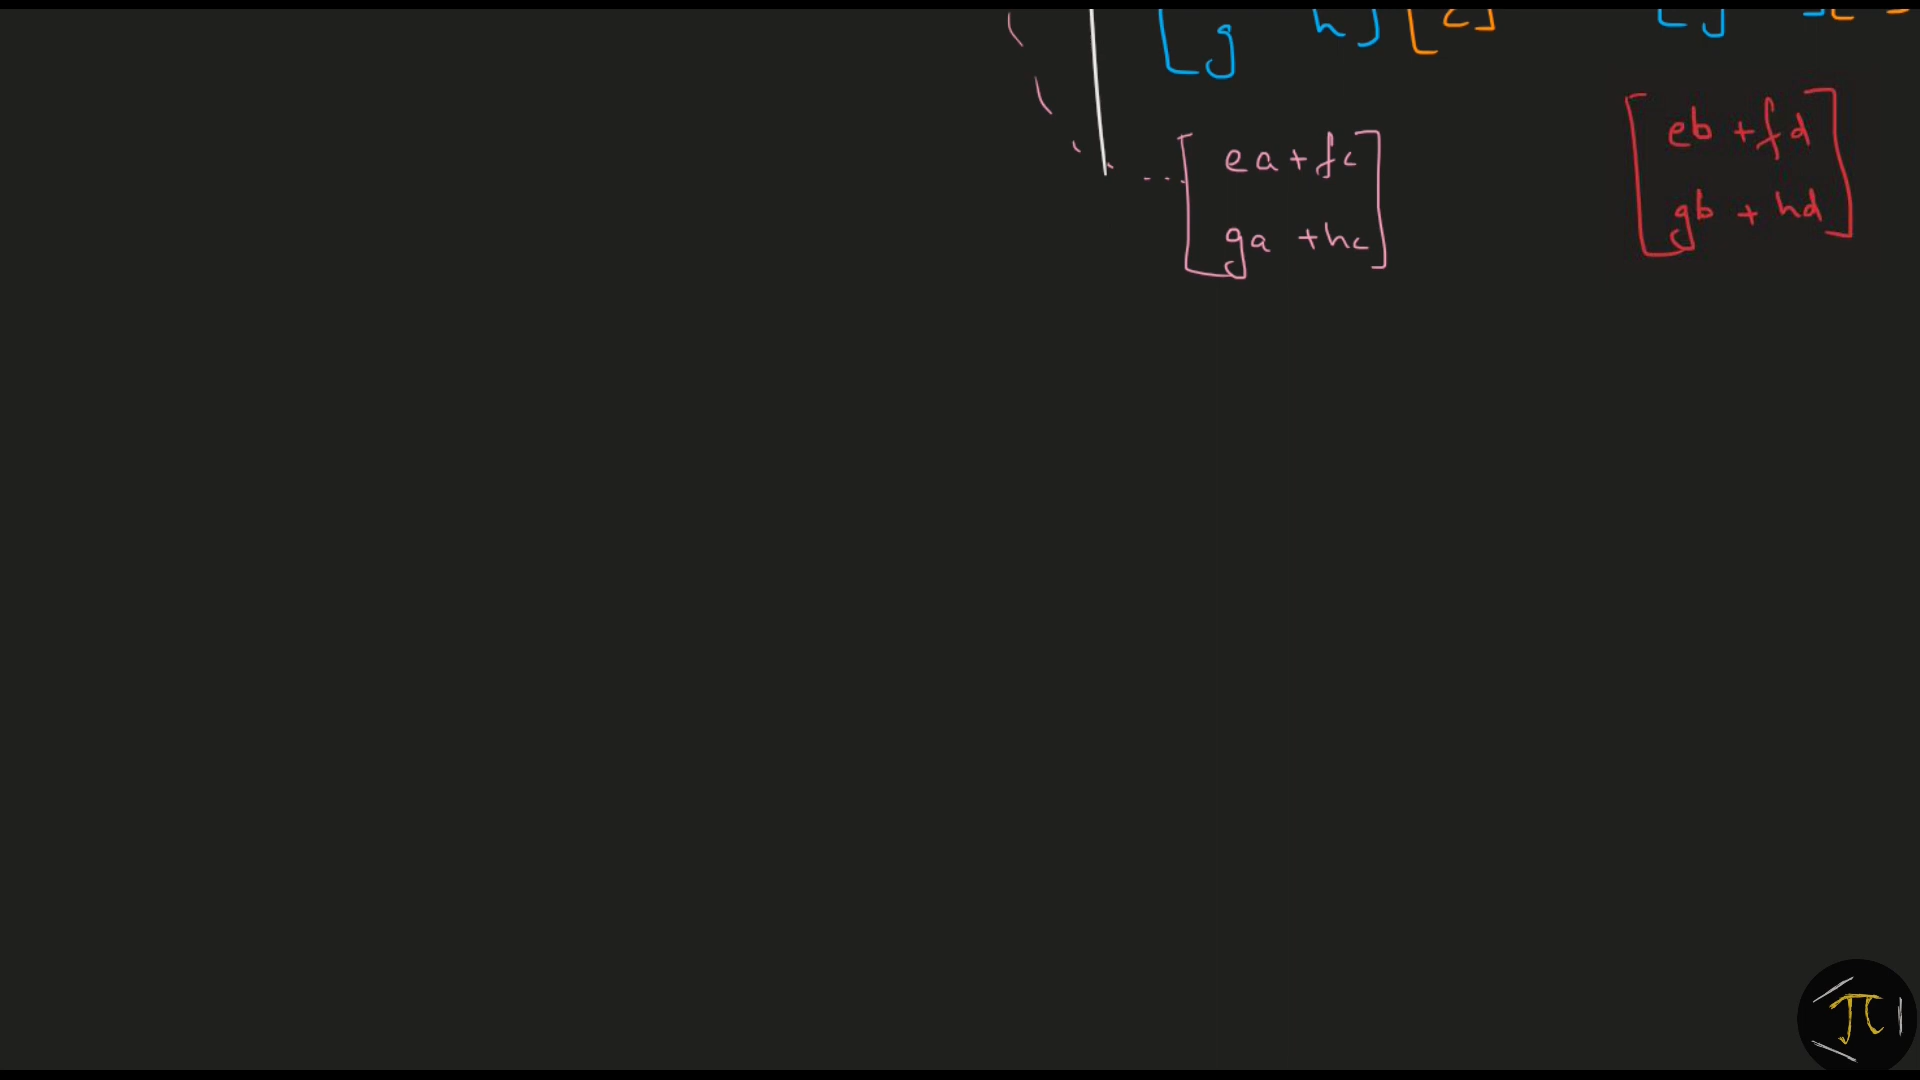 [g h] [c] [g
[eb + fd
gb + hd]
[ea + fc
ga + hc]
π